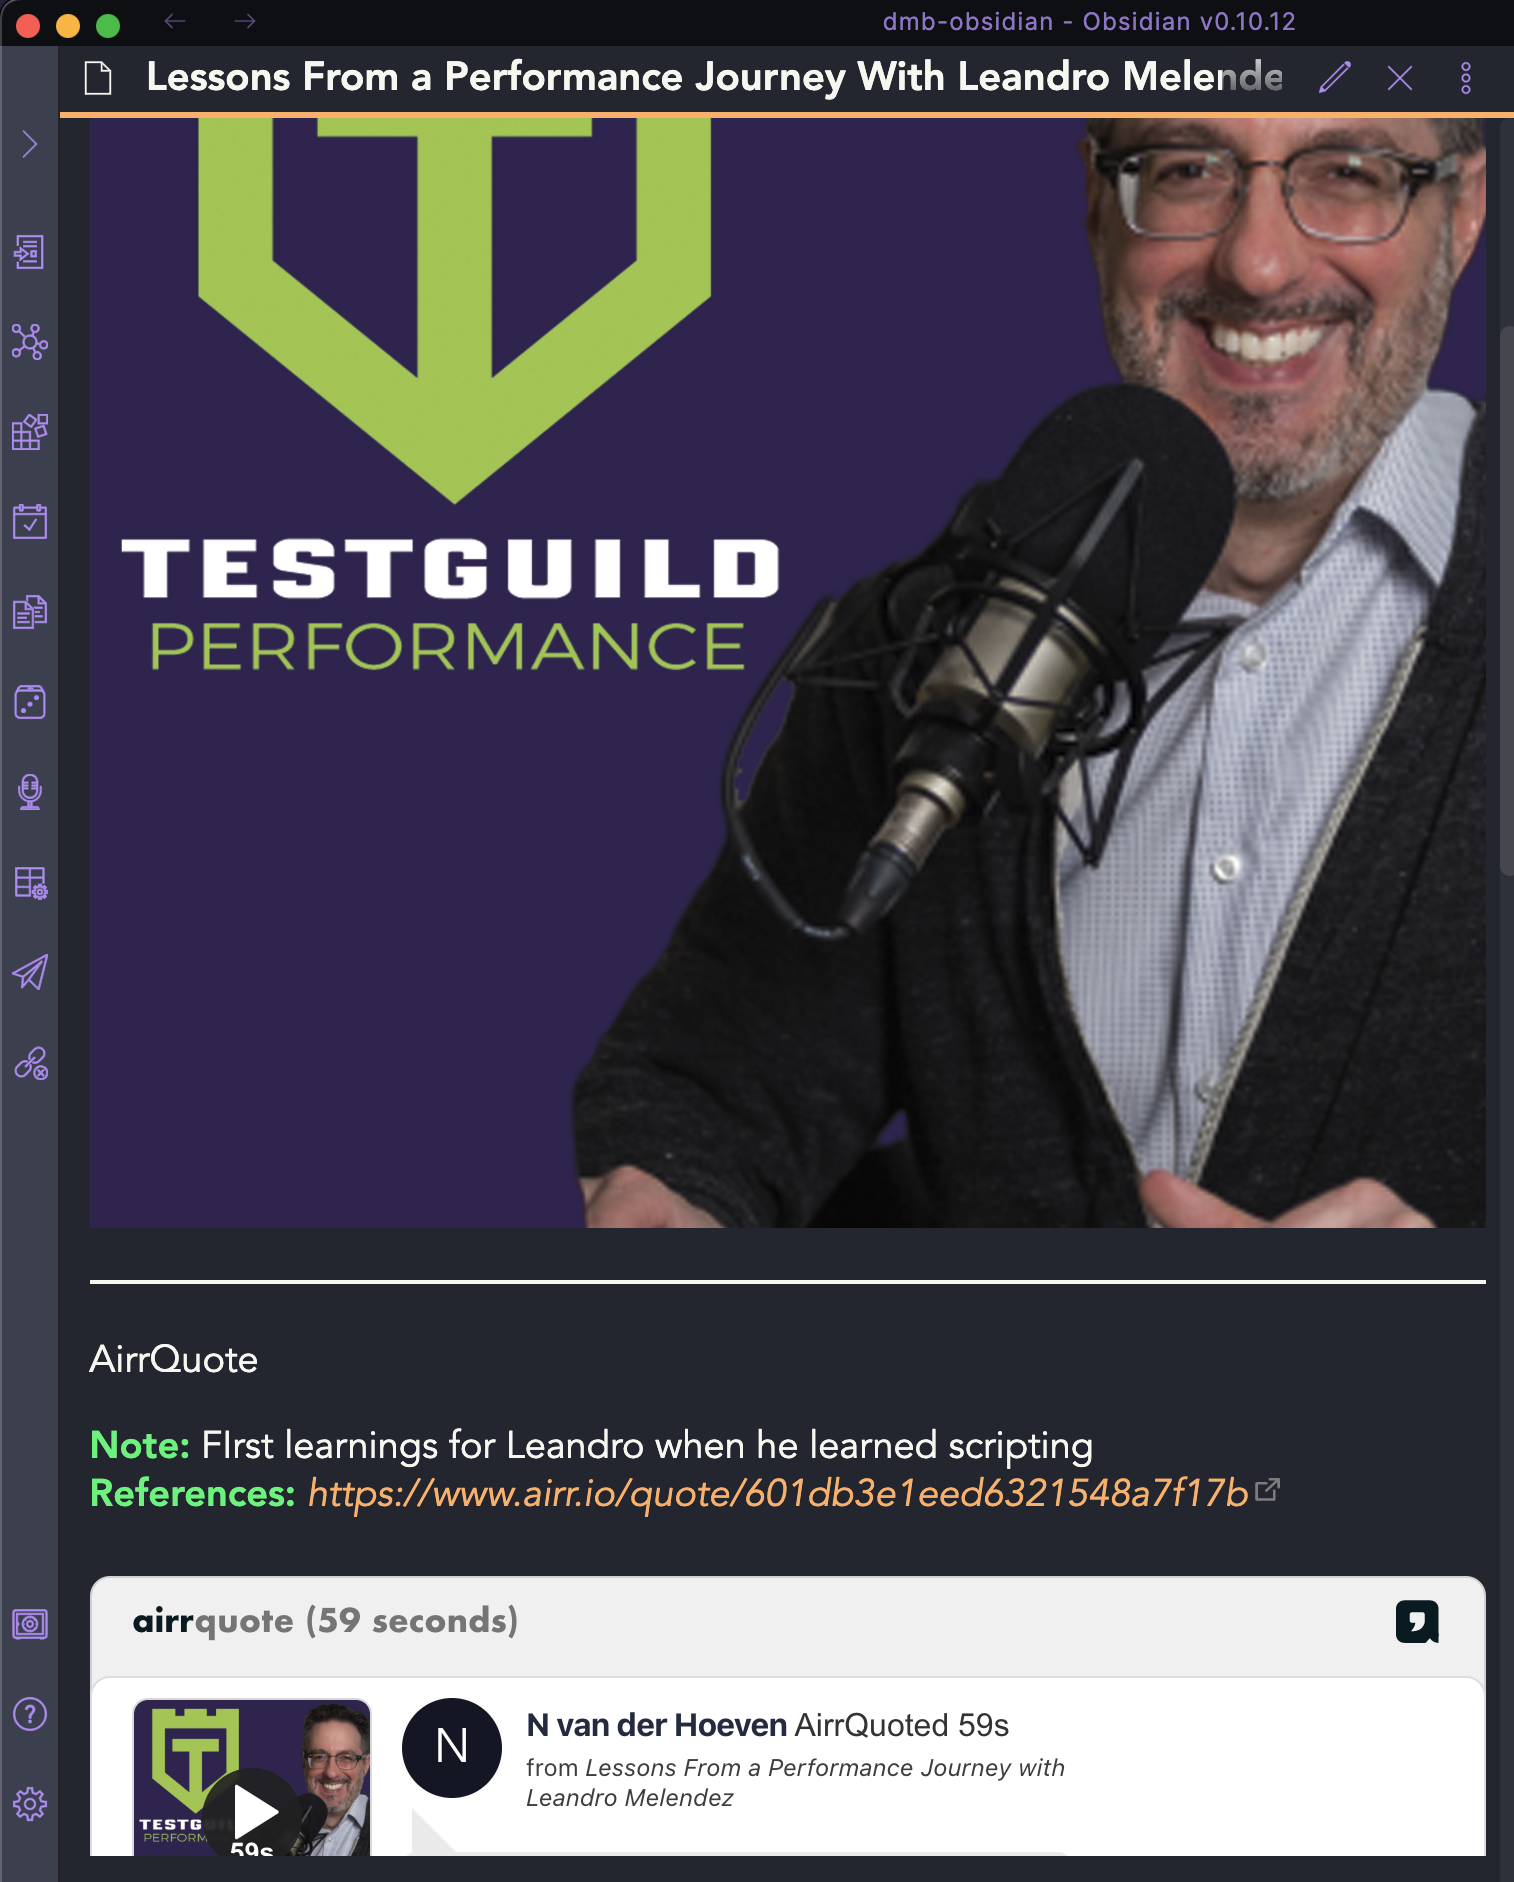 dmb-obsidian - Obsidian v0.10.12
Lessons From a Performance Journey With Leandro Melende
TESTGUILD
PERFORMANCE
AirrQuote
Note: FIrst learnings for Leandro when he learned scripting
References: https://www.airr.io/quote/601db3e1eed6321548a7f17b
airrquote (59 seconds)
N
N van der Hoeven AirrQuoted 59s
from Lessons From a Performance Journey with
Leandro Melendez
TESTGU
PERFORM
59s